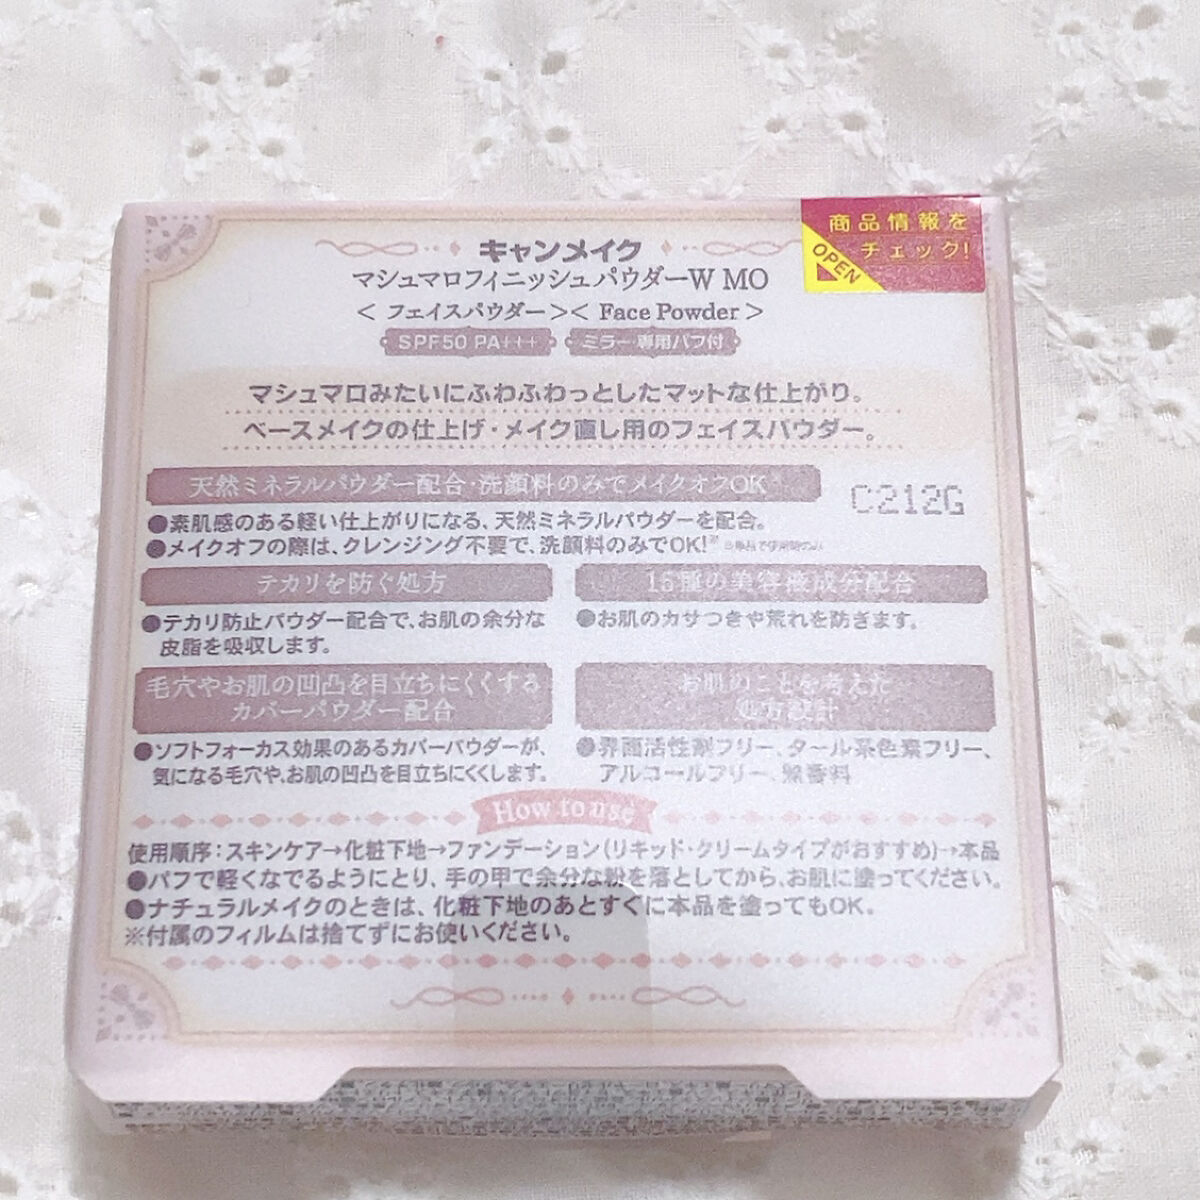 商品情報を
チェック!
OPEN
キャンメイク
マシュマロフィニッシュパウダーW MO
< フェイスパウダー >< Face Powder >
SPF50 PA+++ ミラー・専用パフ付
マシュマロみたいにふわふわっとしたマットな仕上がり。
ベースメイクの仕上げ・メイク直し用のフェイスパウダー。
天然ミネラルパウダー配合・洗顔料のみでメイクオフOK※
C212G
●素肌感のある軽い仕上がりになる、天然ミネラルパウダーを配合。
●メイクオフの際は、クレンジング不要で、洗顔料のみでOK!※ ※単品で使用時のみ
テカリを防ぐ処方
●テカリ防止パウダー配合で、お肌の余分な
皮脂を吸収します。
16種の美容液成分配合
●お肌のカサつきや荒れを防ぎます。
毛穴やお肌の凹凸を目立ちにくくする
カバーパウダー配合
●ソフトフォーカス効果のあるカバーパウダーが、
気になる毛穴や、お肌の凹凸を目立ちにくくします。
お肌のことを考えた
処方設計
●界面活性剤フリー、タール系色素フリー、
アルコールフリー、無香料
How to use
使用順序:スキンケア→化粧下地→ファンデーション(リキッド・クリームタイプがおすすめ)→本品
●パフで軽くなでるようにとり、手の甲で余分な粉を落としてから、お肌に塗ってください。
●ナチュラルメイクのときは、化粧下地のあとすぐに本品を塗ってもOK。
※付属のフィルムは捨てずにお使いください。